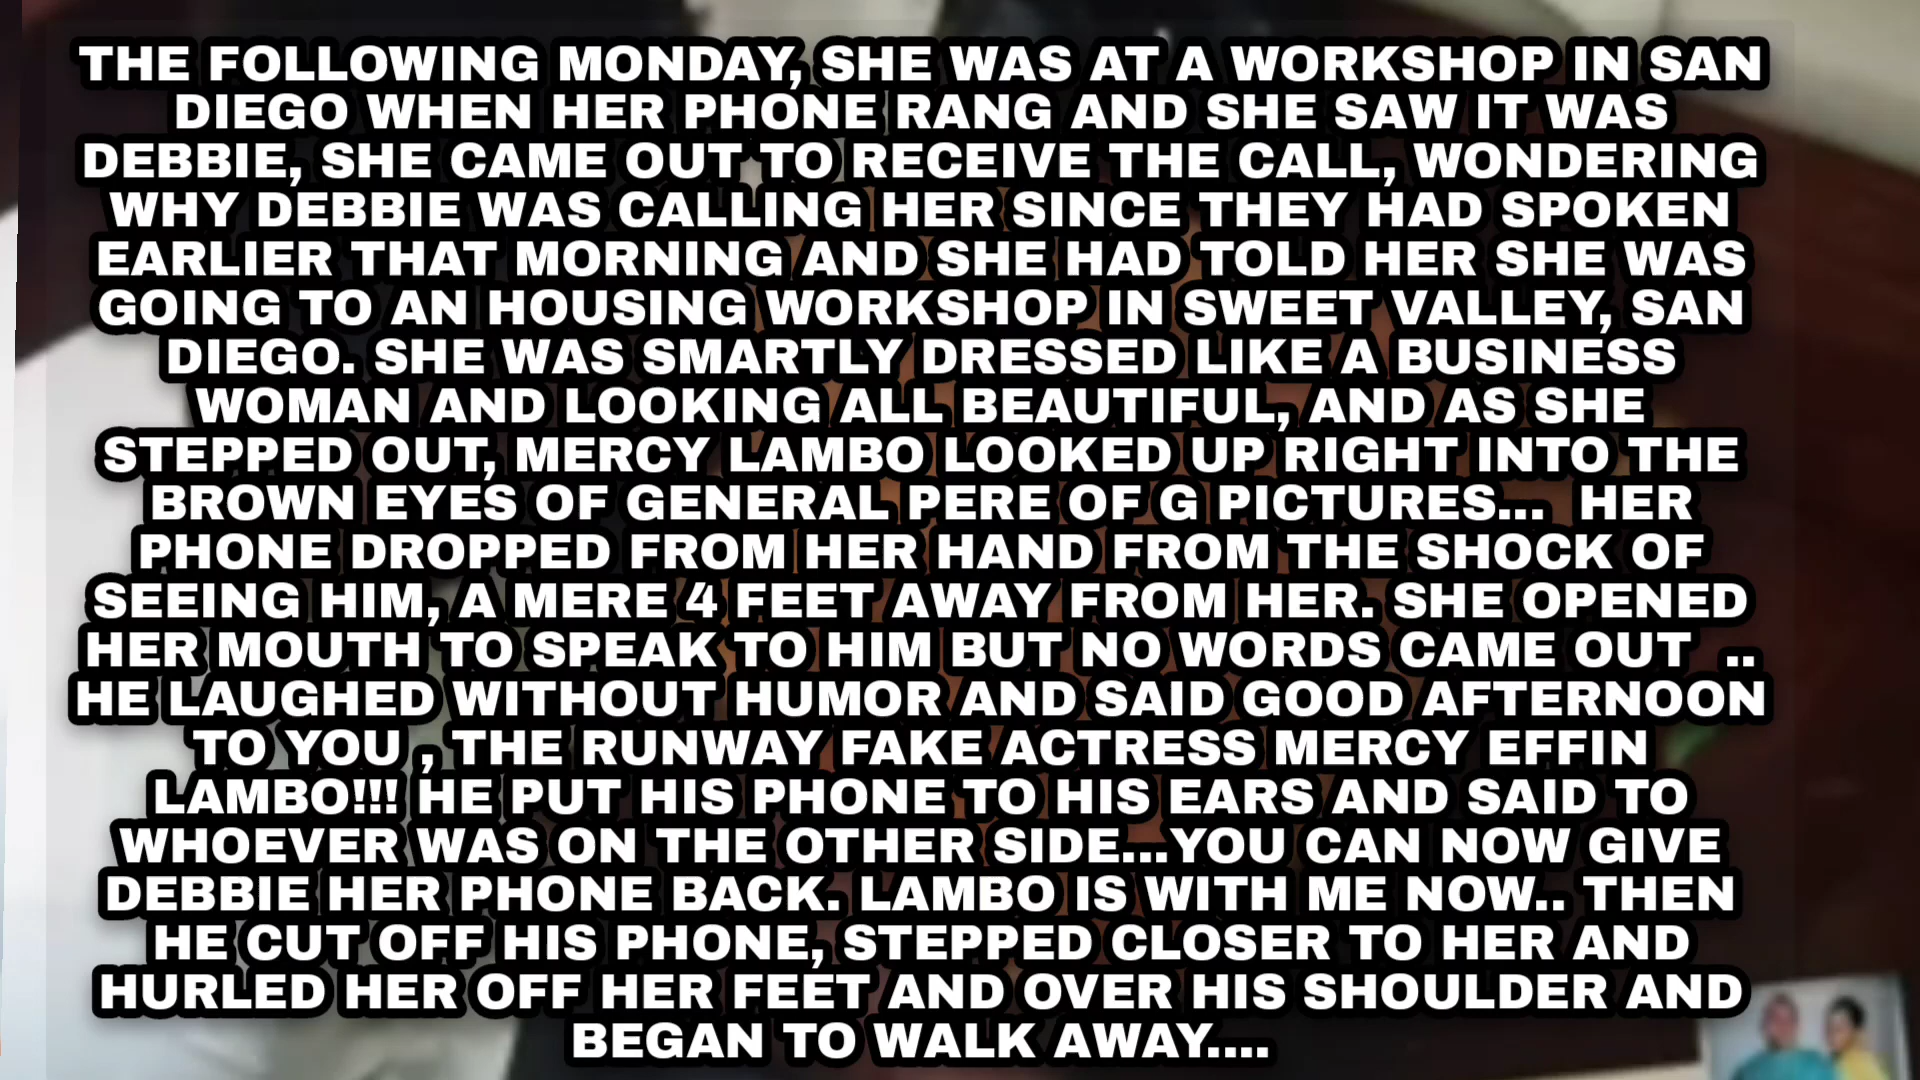 THE FOLLOWING MONDAY, SHE WAS AT A WORKSHOP IN SAN
DIEGO WHEN HER PHONE RANG AND SHE SAW IT WAS
DEBBIE, SHE CAME OUT TO RECEIVE THE CALL, WONDERING
WHY DEBBIE WAS CALLING HER SINCE THEY HAD SPOKEN
EARLIER THAT MORNING AND SHE HAD TOLD HER SHE WAS
GOING TO AN HOUSING WORKSHOP IN SWEET VALLEY, SAN
DIEGO. SHE WAS SMARTLY DRESSED LIKE A BUSINESS
WOMAN AND LOOKING ALL BEAUTIFUL, AND AS SHE
STEPPED OUT, MERCY LAMBO LOOKED UP RIGHT INTO THE
BROWN EYES OF GENERAL PERE OF G PICTURES... HER
PHONE DROPPED FROM HER HAND FROM THE SHOCK OF
SEEING HIM, A MERE 4 FEET AWAY FROM HER. SHE OPENED
HER MOUTH TO SPEAK TO HIM BUT NO WORDS CAME OUT ..
HE LAUGHED WITHOUT HUMOR AND SAID GOOD AFTERNOON
TO YOU , THE RUNWAY FAKE ACTRESS MERCY EFFIN
LAMBO!!! HE PUT HIS PHONE TO HIS EARS AND SAID TO
WHOEVER WAS ON THE OTHER SIDE...YOU CAN NOW GIVE
DEBBIE HER PHONE BACK. LAMBO IS WITH ME NOW.. THEN
HE CUT OFF HIS PHONE, STEPPED CLOSER TO HER AND
HURLED HER OFF HER FEET AND OVER HIS SHOULDER AND
BEGAN TO WALK AWAY....